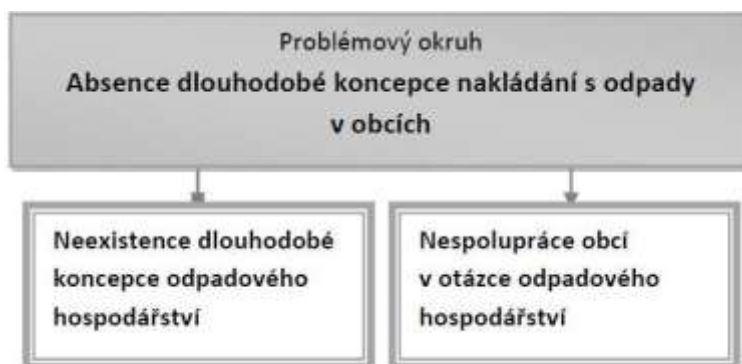 Problémový okruh
Absence dlouhodobé koncepce nakládání s odpady
v obcích
Neexistence dlouhodobé
koncepce odpadového
hospodářství
Nespolupráce obcí
v otázce odpadového
hospodářství